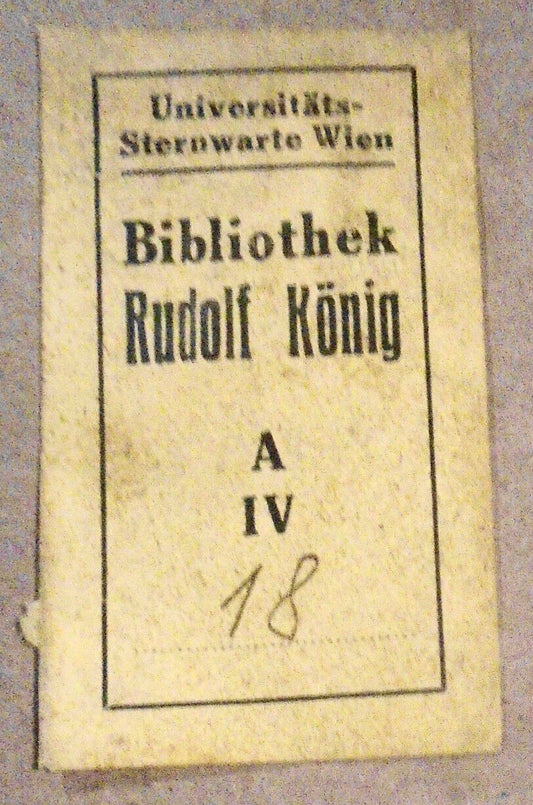 Universitäts-
Sternwarte Wien
Bibliothek
Rudolf König
A
IV
18